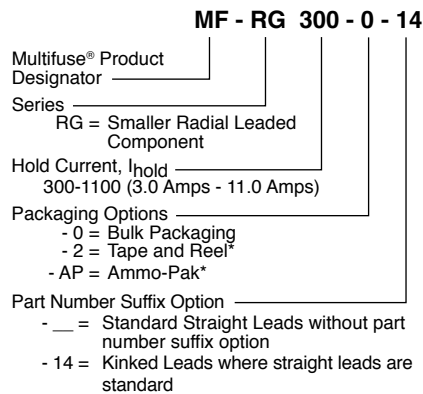 MF - RG 300 - 0 - 14
Multifuse® Product
Designator
Series
RG = Smaller Radial Leaded
Component
Hold Current, Ihold
300-1100 (3.0 Amps - 11.0 Amps)
Packaging Options
- 0 = Bulk Packaging
- 2 = Tape and Reel*
- AP = Ammo-Pak*
Part Number Suffix Option
- __ = Standard Straight Leads without part
number suffix option
- 14 = Kinked Leads where straight leads are
standard